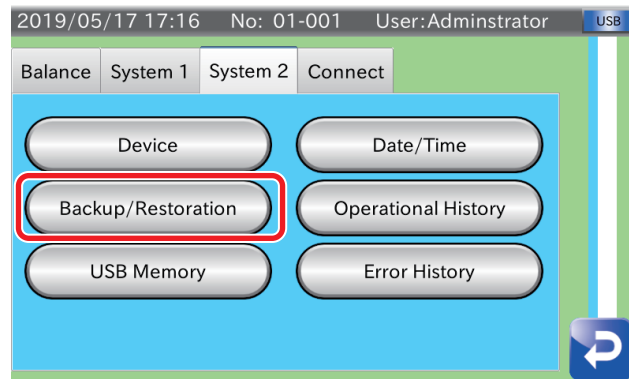 2019/05/17 17:16 No: 01-001 User:Adminstrator USB
Balance System 1 System 2 Connect
Device Date/Time
Backup/Restoration Operational History
USB Memory Error History